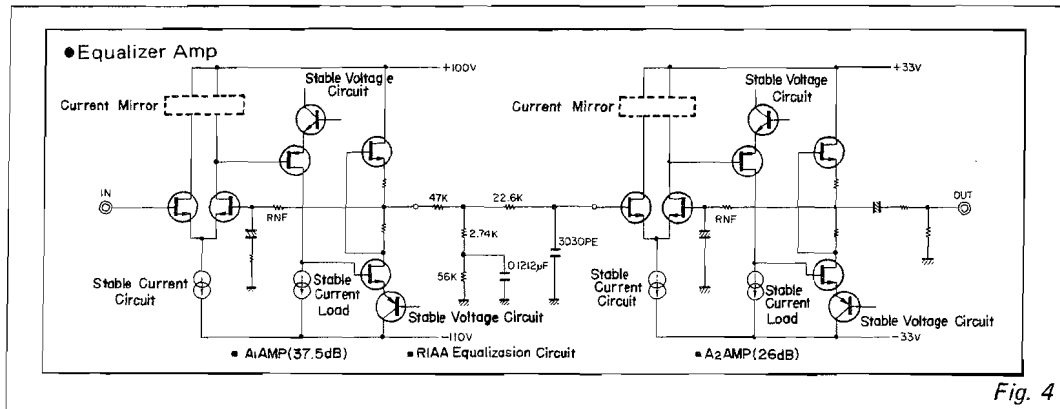 ●Equalizer Amp
+100V
Stable Voltage
Circuit
Current Mirror
IN
RNF
47K
22.6K
2.74K
56K
0.1212μF
3030PE
Stable Current
Circuit
Stable
Current
Load
Stable Voltage Circuit
-110V
■ A1AMP(37.5dB)
■ RIAA Equalizasion Circuit
+33V
Stable Voltage
Circuit
Current Mirror
RNF
OUT
Stable
Current
Circuit
Stable
Current
Load
Stable Voltage Circuit
-33V
■ A2AMP(26dB)
Fig. 4